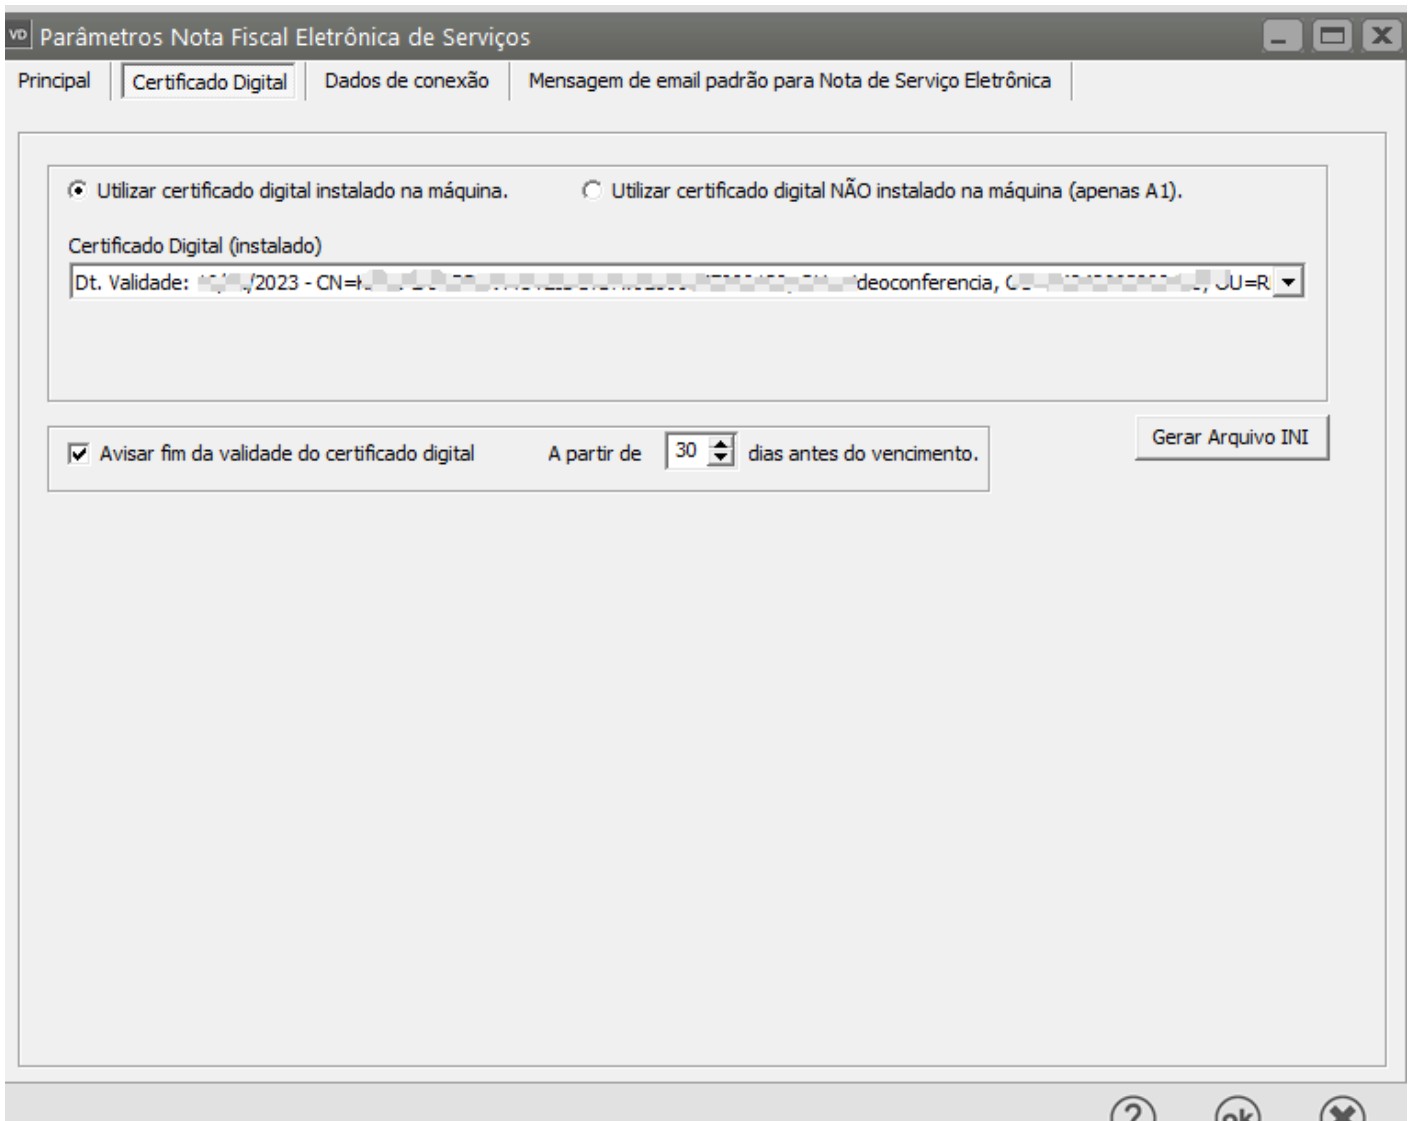 VD Parâmetros Nota Fiscal Eletrônica de Serviços
Principal Certificado Digital Dados de conexão Mensagem de email padrão para Nota de Serviço Eletrônica
Utilizar certificado digital instalado na máquina. Utilizar certificado digital NÃO instalado na máquina (apenas A1).
Certificado Digital (instalado)
Dt. Validade: /2023 - CN= deoconferencia, OU=R
Gerar Arquivo INI
Avisar fim da validade do certificado digital A partir de 30 dias antes do vencimento.
? ok